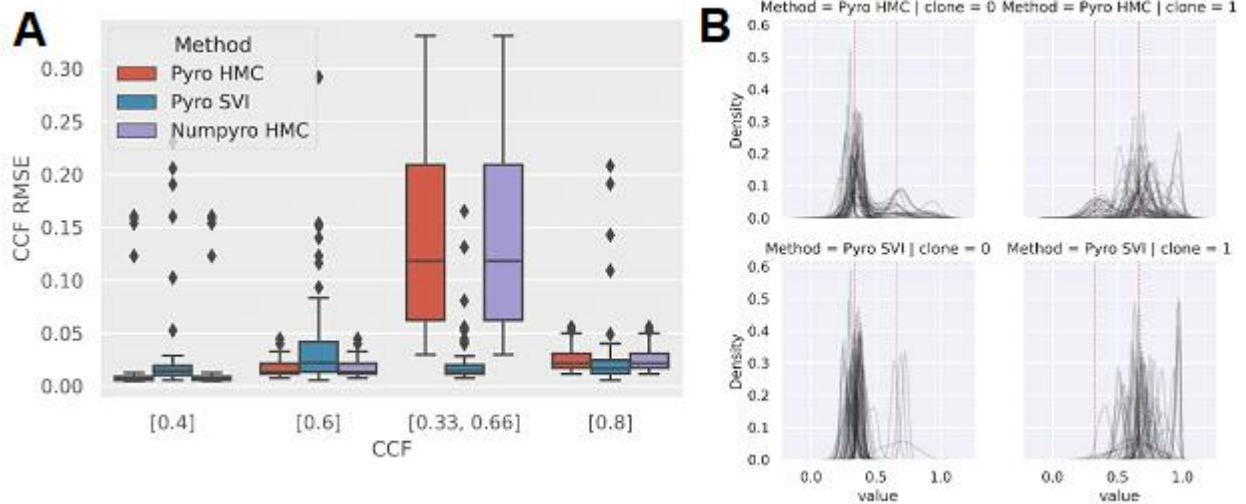 A
Method
Pyro HMC
Pyro SVI
Numpyro HMC
CCF RMSE
0.30
0.25
0.20
0.15
0.10
0.05
0.00
[0.4] [0.6] [0.33, 0.66] [0.8]
CCF
B
Method = Pyro HMC | clone = 0 Method = Pyro HMC | clone = 1
Density
0.6
0.5
0.4
0.3
0.2
0.1
0.0
Method = Pyro SVI | clone = 0 Method = Pyro SVI | clone = 1
Density
0.6
0.5
0.4
0.3
0.2
0.1
0.0
0.0 0.5 1.0 0.0 0.5 1.0
value value